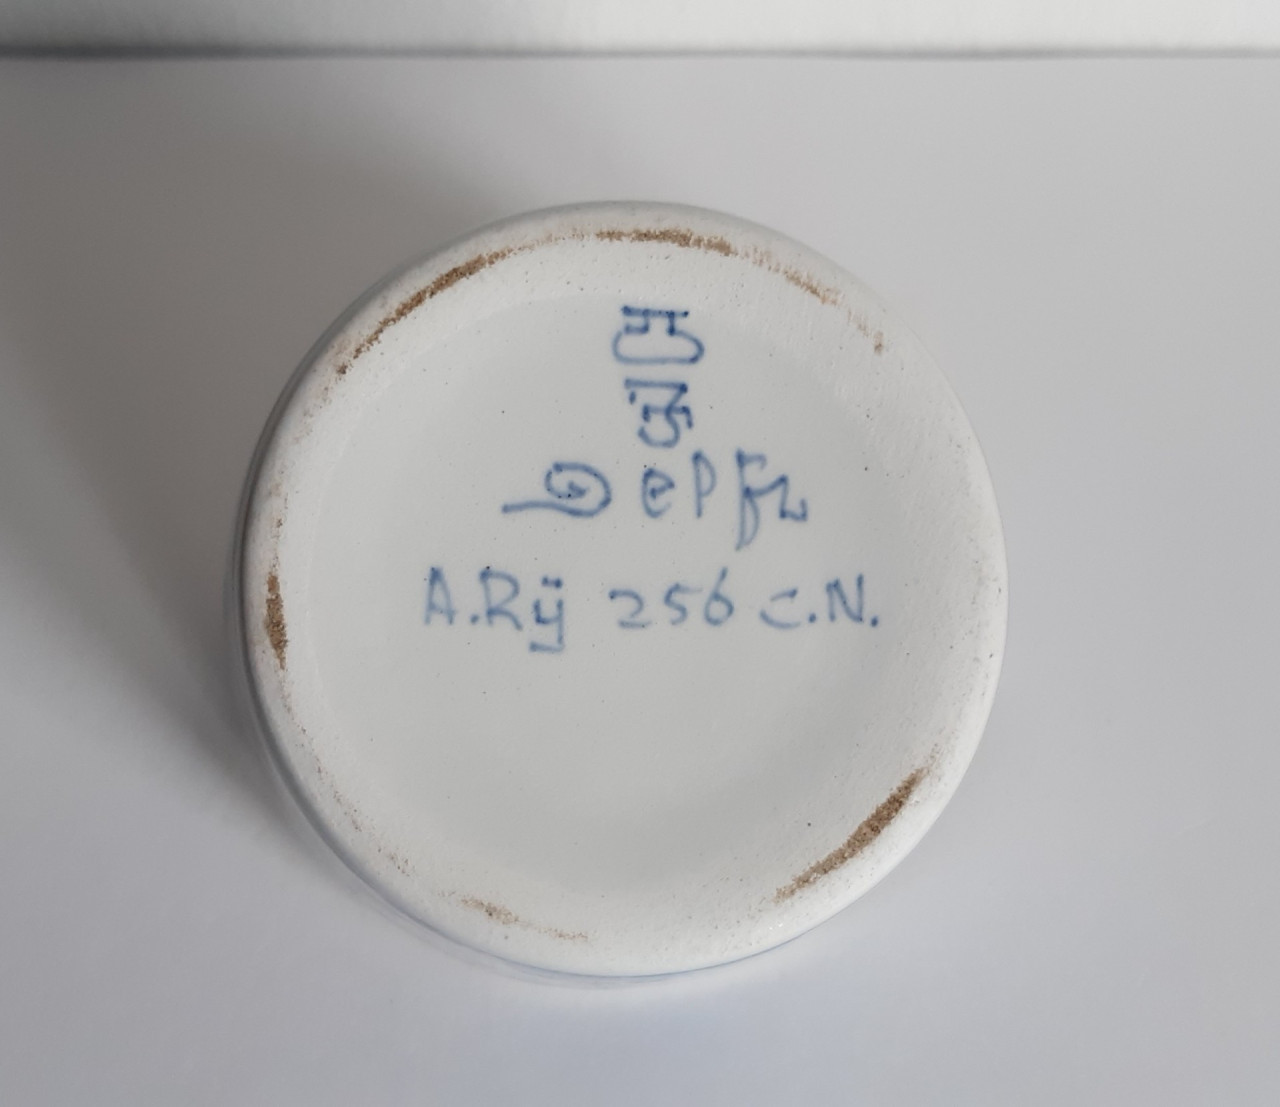 Delft
A.Rÿ 256 C.N.